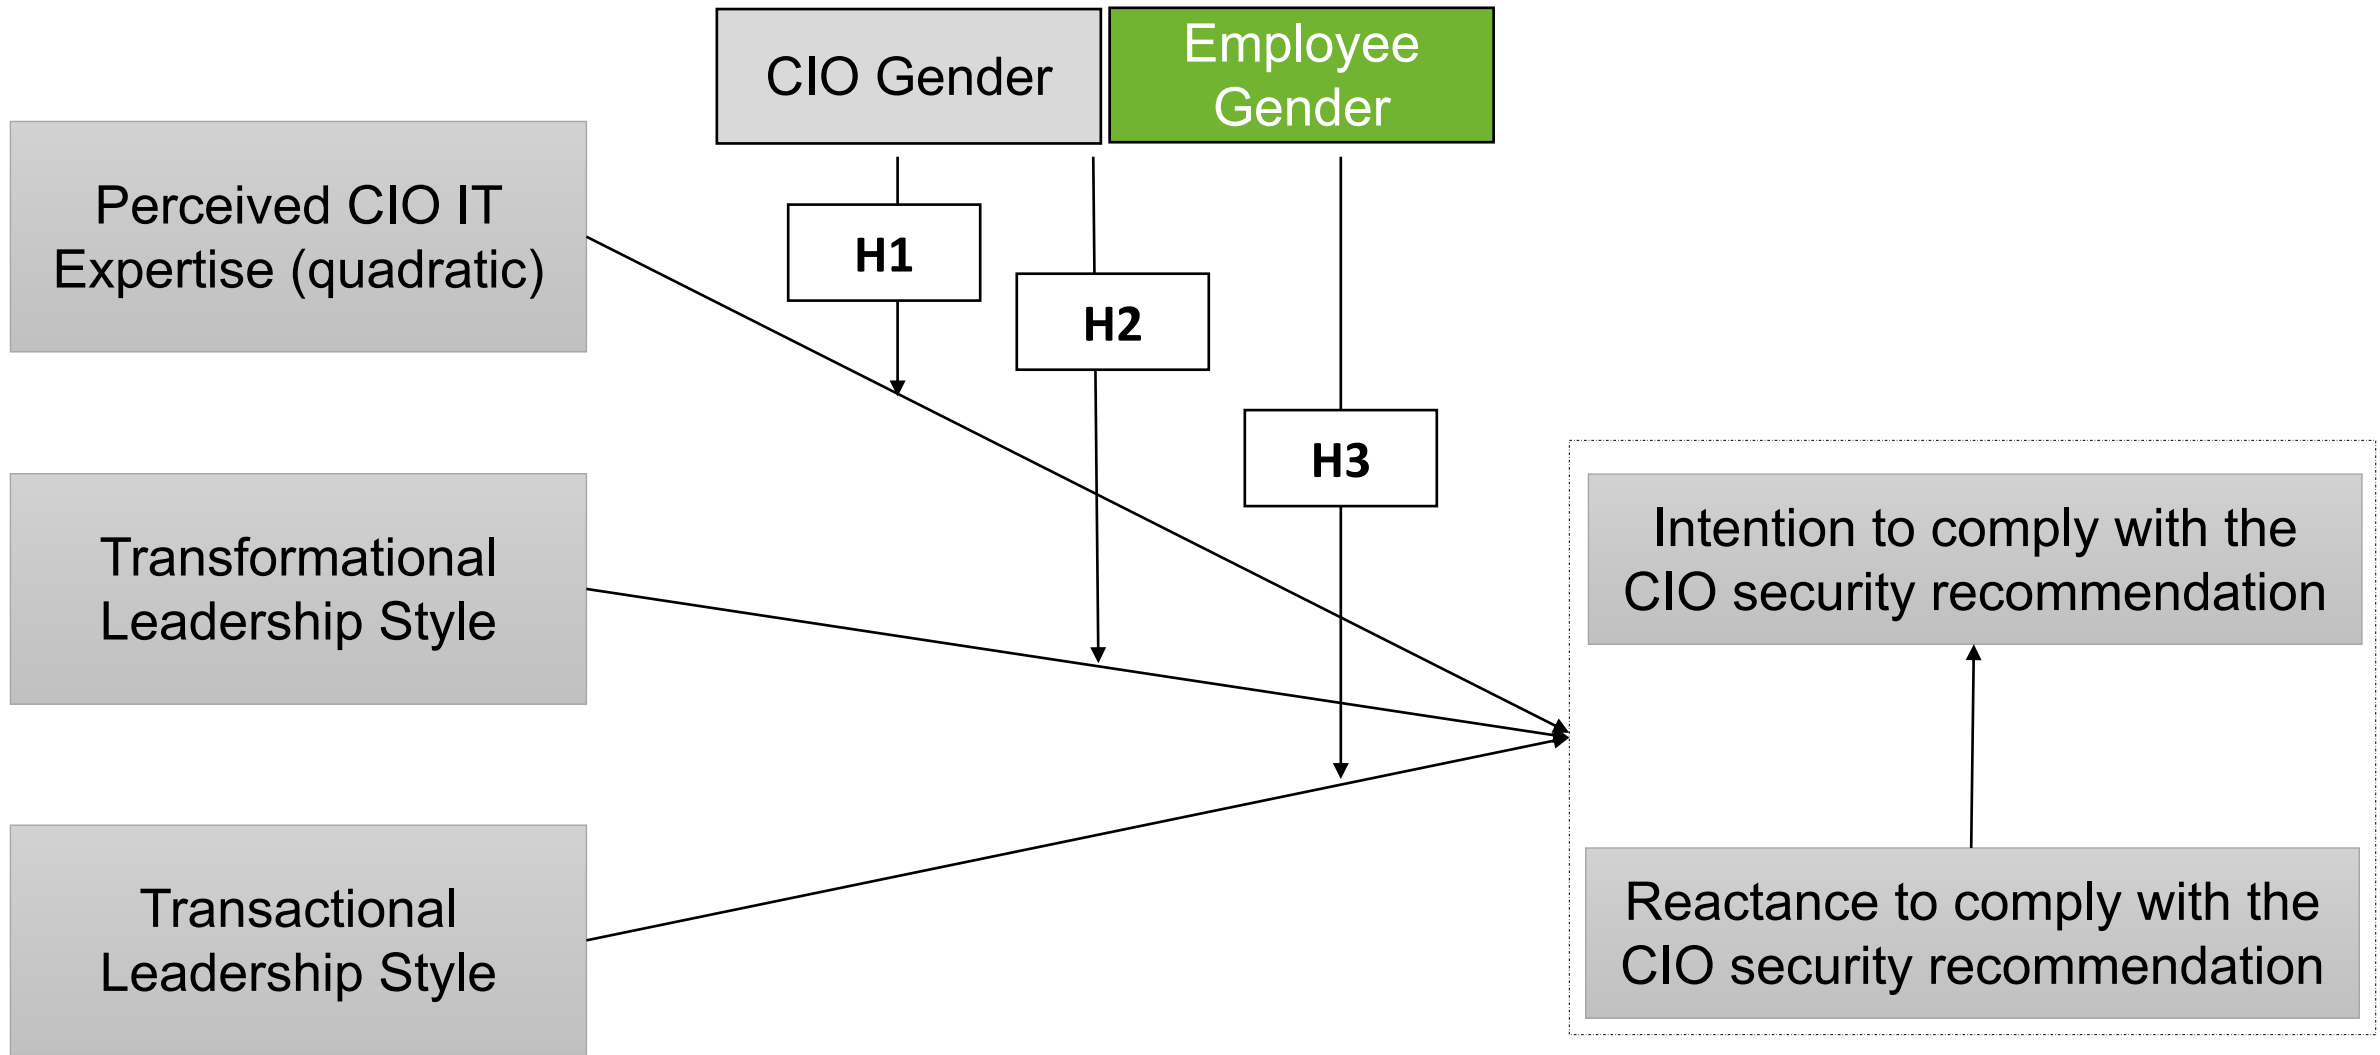 CIO Gender
Employee
Gender
Perceived CIO IT
Expertise (quadratic)
H1
H2
H3
Transformational
Leadership Style
Intention to comply with the
CIO security recommendation
Transactional
Leadership Style
Reactance to comply with the
CIO security recommendation